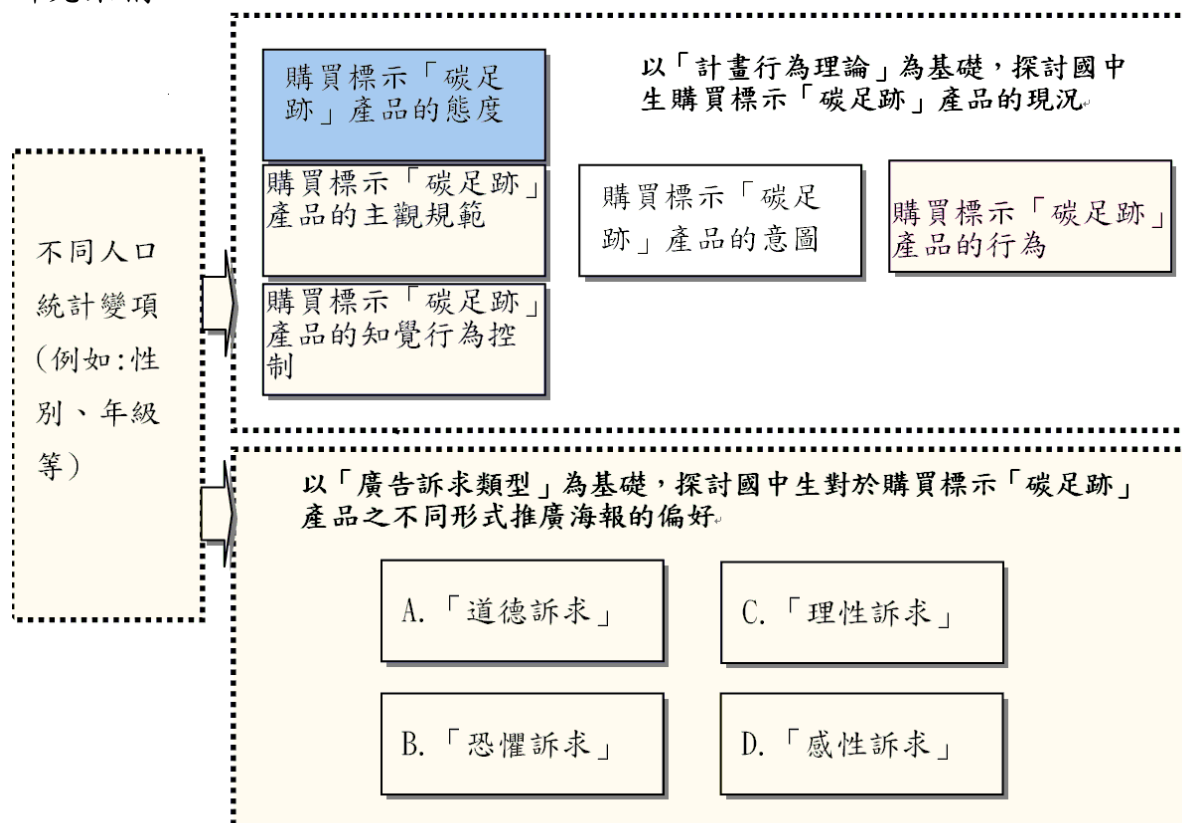 購買標示「碳足
跡」產品的態度
以「計畫行為理論」為基礎，探討國中
生購買標示「碳足跡」產品的現況
購買標示「碳足跡」
產品的主觀規範
購買標示「碳足
跡」產品的意圖
購買標示「碳足跡」
產品的行為
購買標示「碳足跡」
產品的知覺行為控
制
不同人口
統計變項
(例如:性
別、年級
等)
以「廣告訴求類型」為基礎，探討國中生對於購買標示「碳足跡」
產品之不同形式推廣海報的偏好
A.「道德訴求」
C.「理性訴求」
B.「恐懼訴求」
D.「感性訴求」